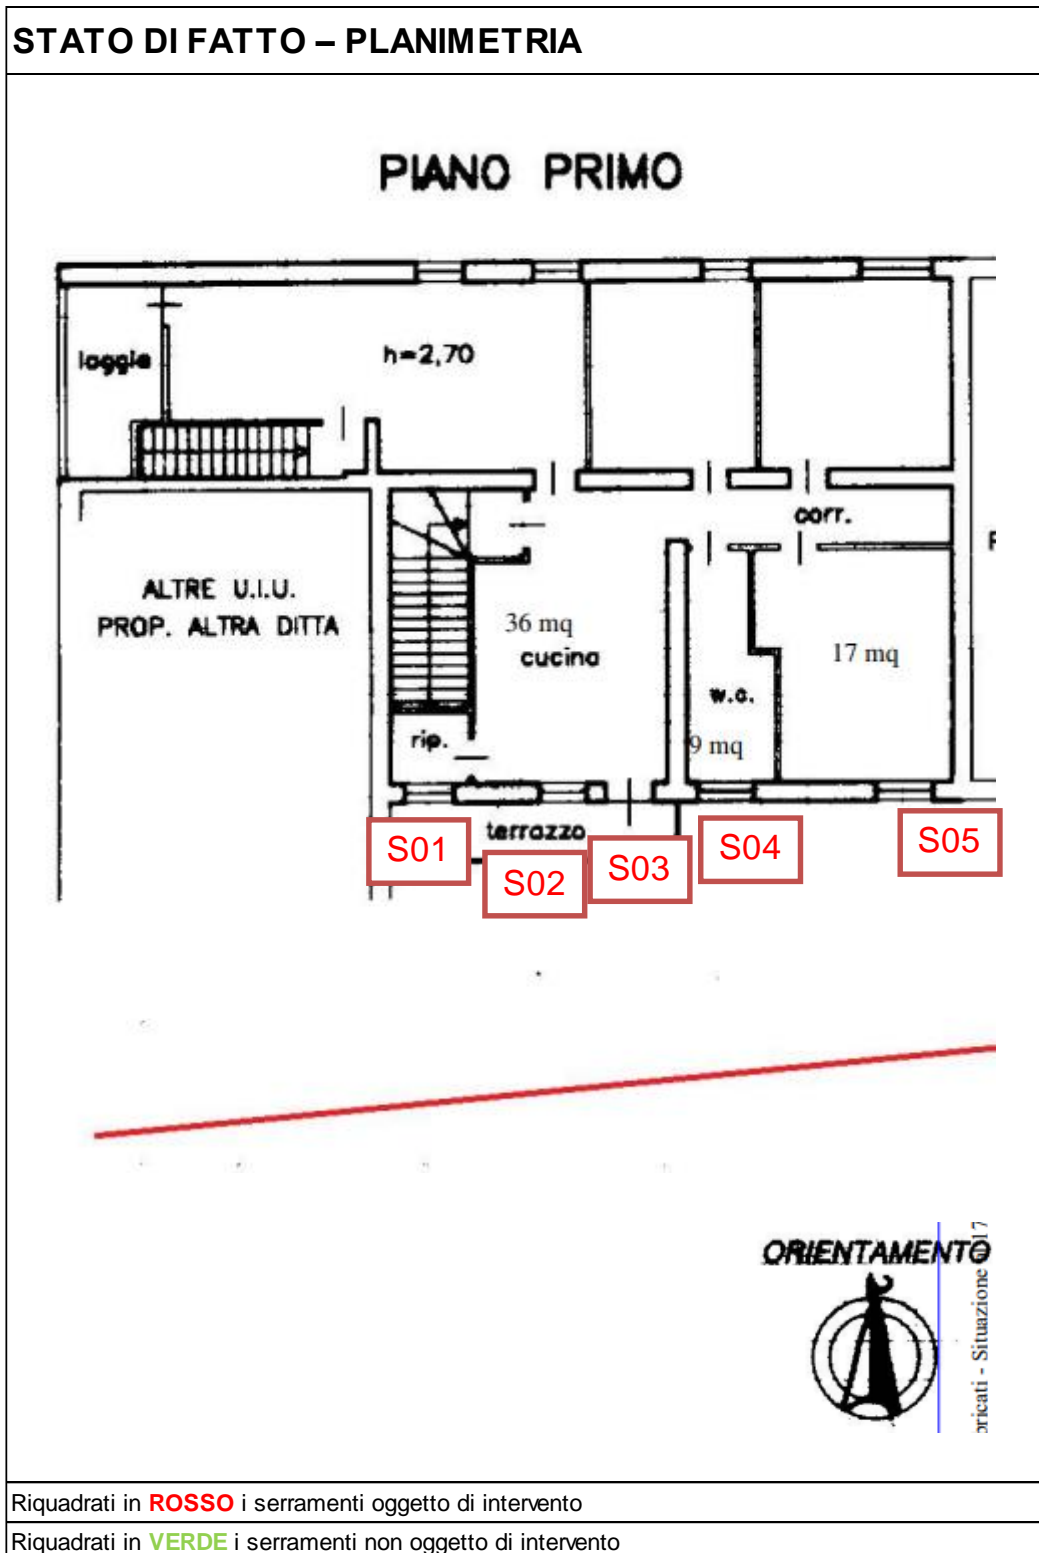 STATO DI FATTO – PLANIMETRIA
PIANO PRIMO
loggia
h=2,70
corr.
ALTRE U.I.U.
PROP. ALTRA DITTA
36 mq
cucina
17 mq
w.c.
9 mq
rip.
terrazzo
S01
S02
S03
S04
S05
ORIENTAMENTO
bricati - Situazione
Riquadrati in ROSSO i serramenti oggetto di intervento
Riquadrati in VERDE i serramenti non oggetto di intervento